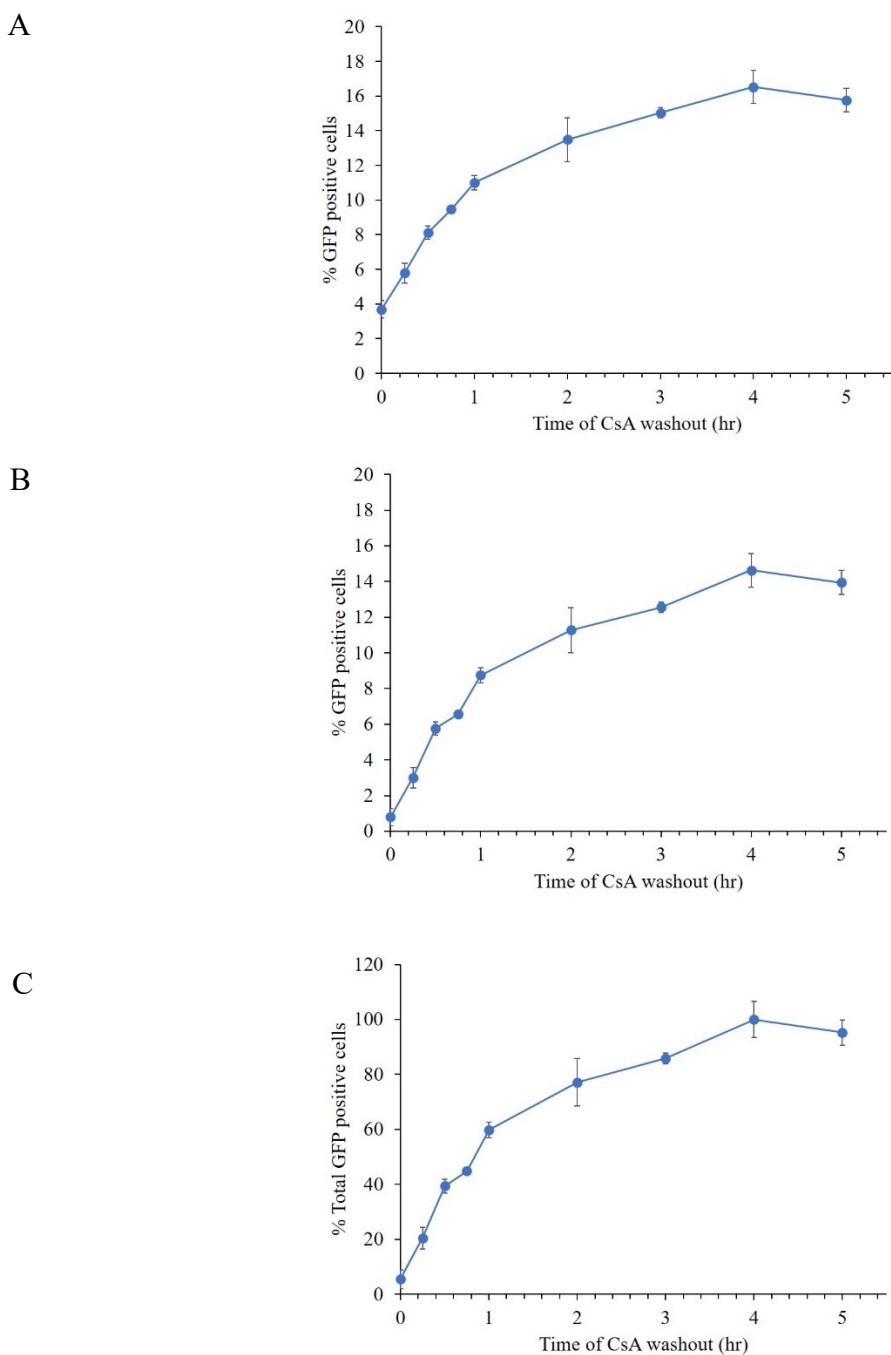 A
20
18
16
14
12
10
8
6
4
2
0
% GFP positive cells
0 1 2 3 4 5
Time of CsA washout (hr)
B
20
18
16
14
12
10
8
6
4
2
0
% GFP positive cells
0 1 2 3 4 5
Time of CsA washout (hr)
C
120
100
80
60
40
20
0
% Total GFP positive cells
0 1 2 3 4 5
Time of CsA washout (hr)